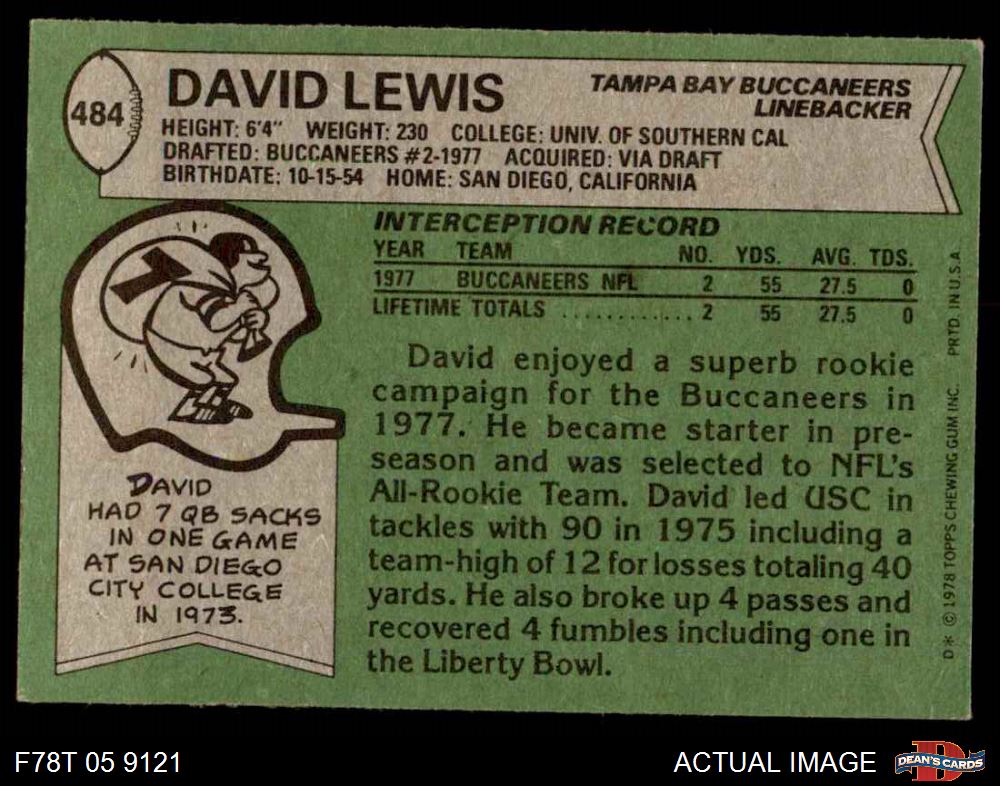 484
DAVID LEWIS
TAMPA BAY BUCCANEERS
LINEBACKER
HEIGHT: 6'4" WEIGHT: 230 COLLEGE: UNIV. OF SOUTHERN CAL
DRAFTED: BUCCANEERS #2-1977 ACQUIRED: VIA DRAFT
BIRTHDATE: 10-15-54 HOME: SAN DIEGO, CALIFORNIA
INTERCEPTION RECORD
YEAR TEAM NO. YDS. AVG. TDS.
1977 BUCCANEERS NFL 2 55 27.5 0
LIFETIME TOTALS ............ 2 55 27.5 0
David enjoyed a superb rookie
campaign for the Buccaneers in
1977. He became starter in pre-
season and was selected to NFL's
All-Rookie Team. David led USC in
tackles with 90 in 1975 including a
team-high of 12 for losses totaling 40
yards. He also broke up 4 passes and
recovered 4 fumbles including one in
the Liberty Bowl.
7
DAVID
HAD 7 QB SACKS
IN ONE GAME
AT SAN DIEGO
CITY COLLEGE
IN 1973.
D* © 1978 TOPPS CHEWING GUM INC. PRTD. IN U.S.A
F78T 05 9121
ACTUAL IMAGE
D
DEAN'S CARDS